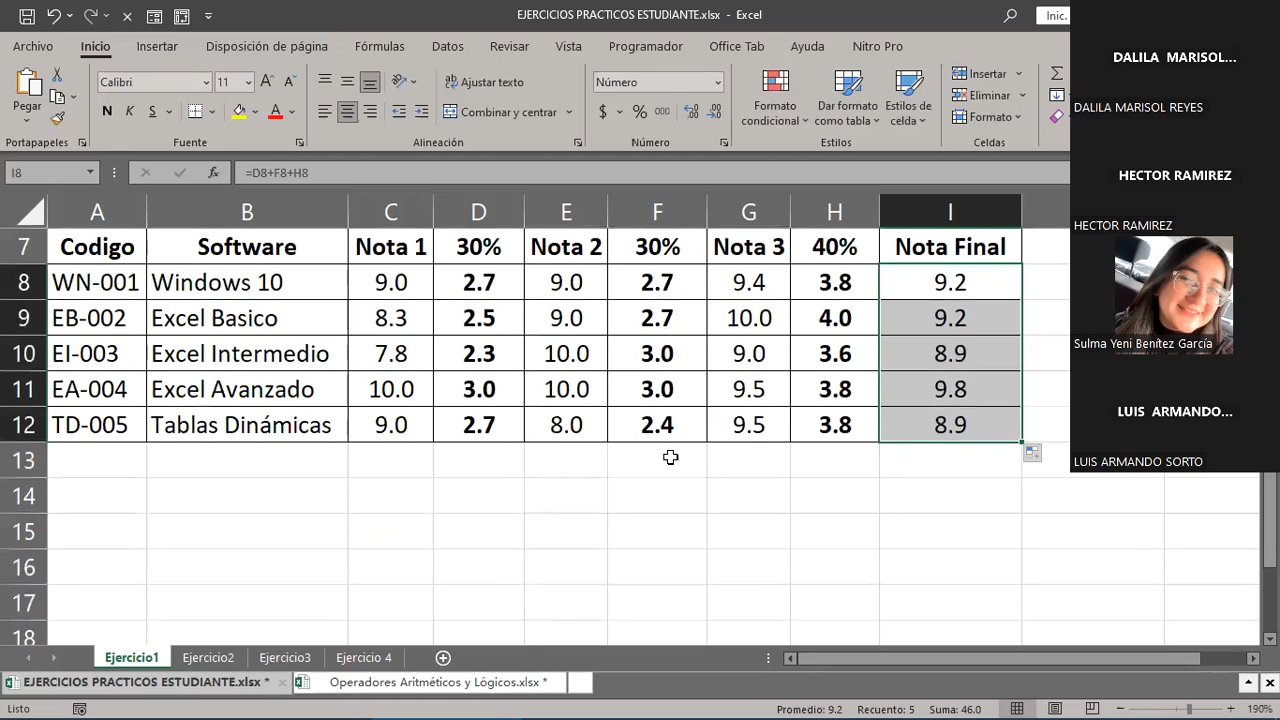 EJERCICIOS PRACTICOS ESTUDIANTE.xlsx - Excel
Inic.
Archivo Inicio Insertar Disposición de página Fórmulas Datos Revisar Vista Programador Office Tab Ayuda Nitro Pro
Pegar
Calibri 11
N K S
Ajustar texto
Combinar y centrar
Número
$ % 000
Formato condicional
Dar formato como tabla
Estilos de celda
Insertar
Eliminar
Formato
Portapapeles Fuente Alineación Número Estilos Celdas
I8 fx =D8+F8+H8
A B C D E F G H I
7 Codigo Software Nota 1 30% Nota 2 30% Nota 3 40% Nota Final
8 WN-001 Windows 10 9.0 2.7 9.0 2.7 9.4 3.8 9.2
9 EB-002 Excel Basico 8.3 2.5 9.0 2.7 10.0 4.0 9.2
10 EI-003 Excel Intermedio 7.8 2.3 10.0 3.0 9.0 3.6 8.9
11 EA-004 Excel Avanzado 10.0 3.0 10.0 3.0 9.5 3.8 9.8
12 TD-005 Tablas Dinámicas 9.0 2.7 8.0 2.4 9.5 3.8 8.9
13
14
15
16
17
18
Ejercicio1 Ejercicio2 Ejercicio3 Ejercicio 4
EJERCICIOS PRACTICOS ESTUDIANTE.xlsx * Operadores Aritméticos y Lógicos.xlsx *
Listo Promedio: 9.2 Recuento: 5 Suma: 46.0 190%
DALILA MARISOL...
DALILA MARISOL REYES
HECTOR RAMIREZ
HECTOR RAMIREZ
Sulma Yeni Benítez García
LUIS ARMANDO...
LUIS ARMANDO SORTO